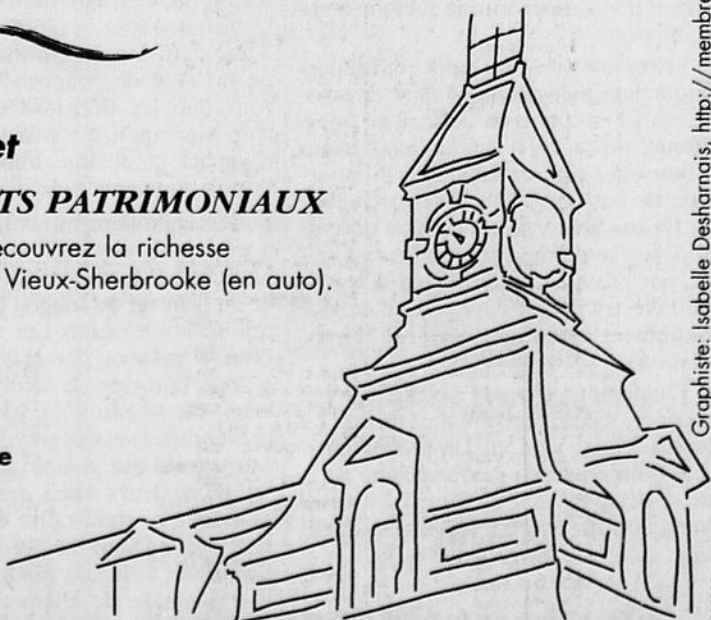 et
TS PATRIMONIAUX
écouvrez la richesse
Vieux-Sherbrooke (en auto).
e
Graphiste: Isabelle Desharnais, http://membre